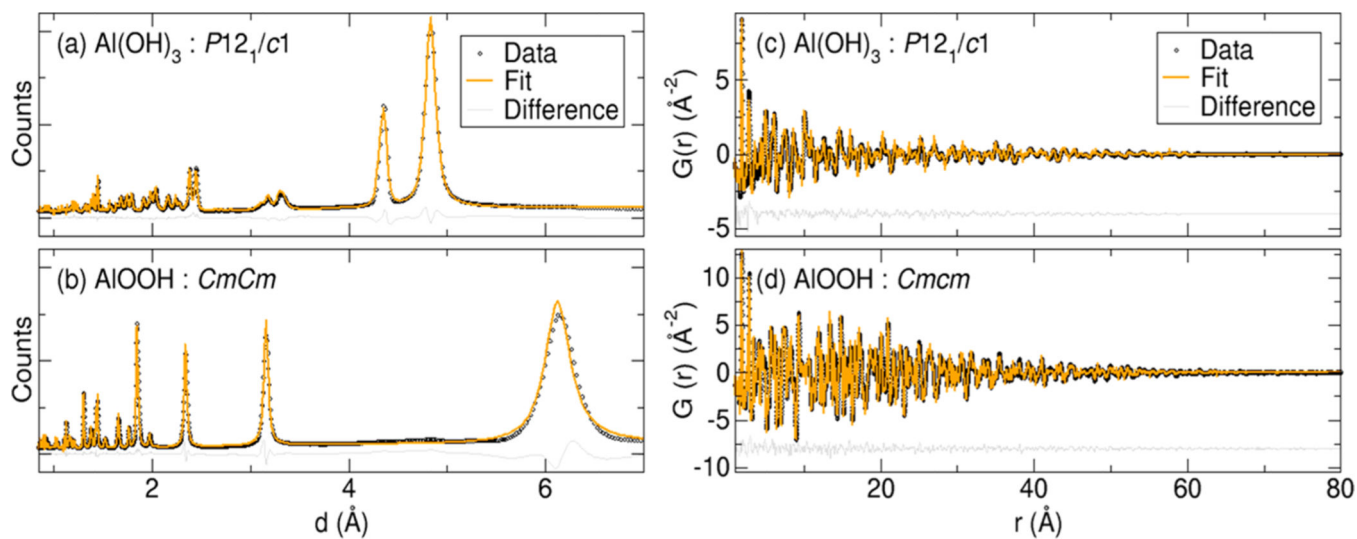 (a) Al(OH)₃ : P12₁/c1
Data
Fit
Difference
Counts
(b) AlOOH : CmCm
Counts
2 4 6
d (Å)
(c) Al(OH)₃ : P12₁/c1
Data
Fit
Difference
G(r) (Å⁻²)
5
0
-5
(d) AlOOH : Cmcm
G (r) (Å⁻²)
10
5
0
-5
-10
20 40 60 80
r (Å)